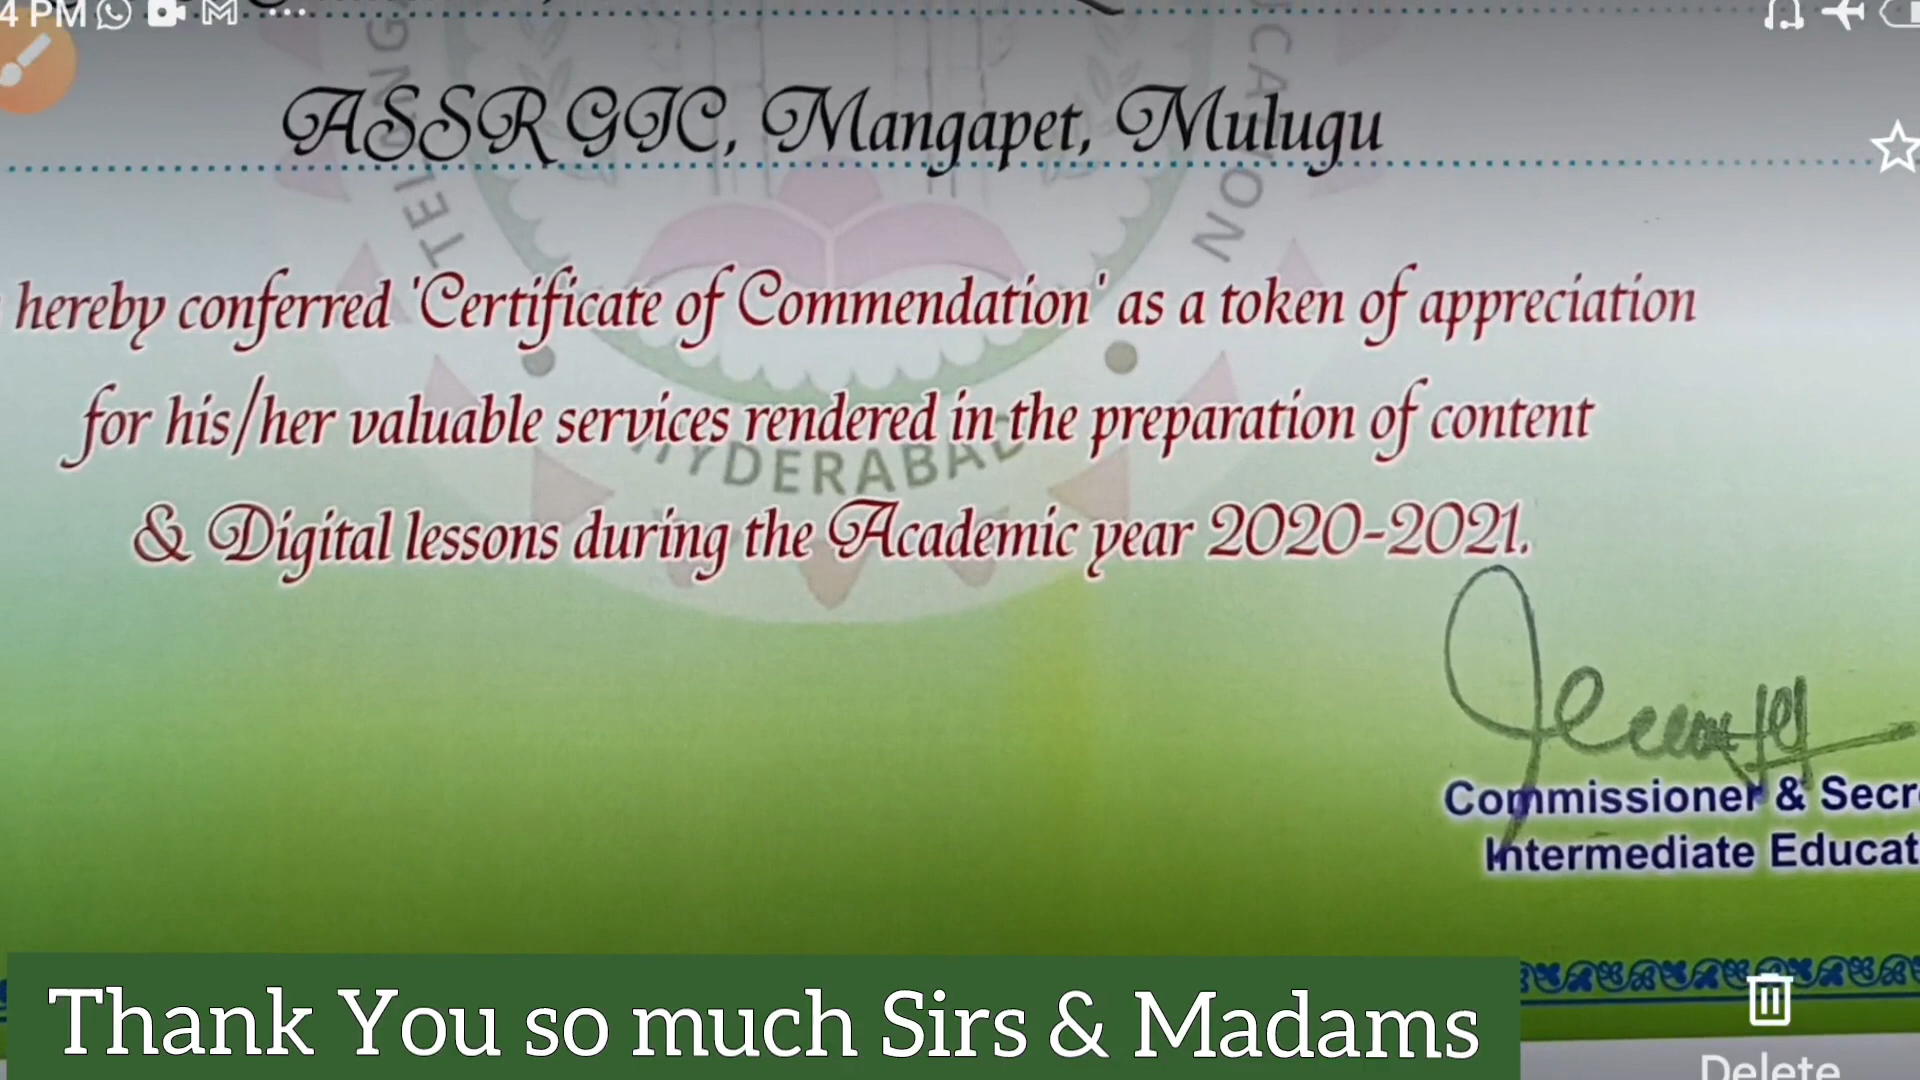 4 PM
ASSR GJC, Mangapet, Mulugu
hereby conferred 'Certificate of Commendation' as a token of appreciation
for his/her valuable services rendered in the preparation of content
HYDERABAD
& Digital lessons during the Academic year 2020-2021.
Commissioner &
Intermediate
Thank You so much Sirs & Madams
Delete